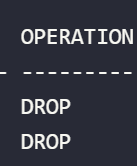 OPERATION
- ---------
DROP
DROP